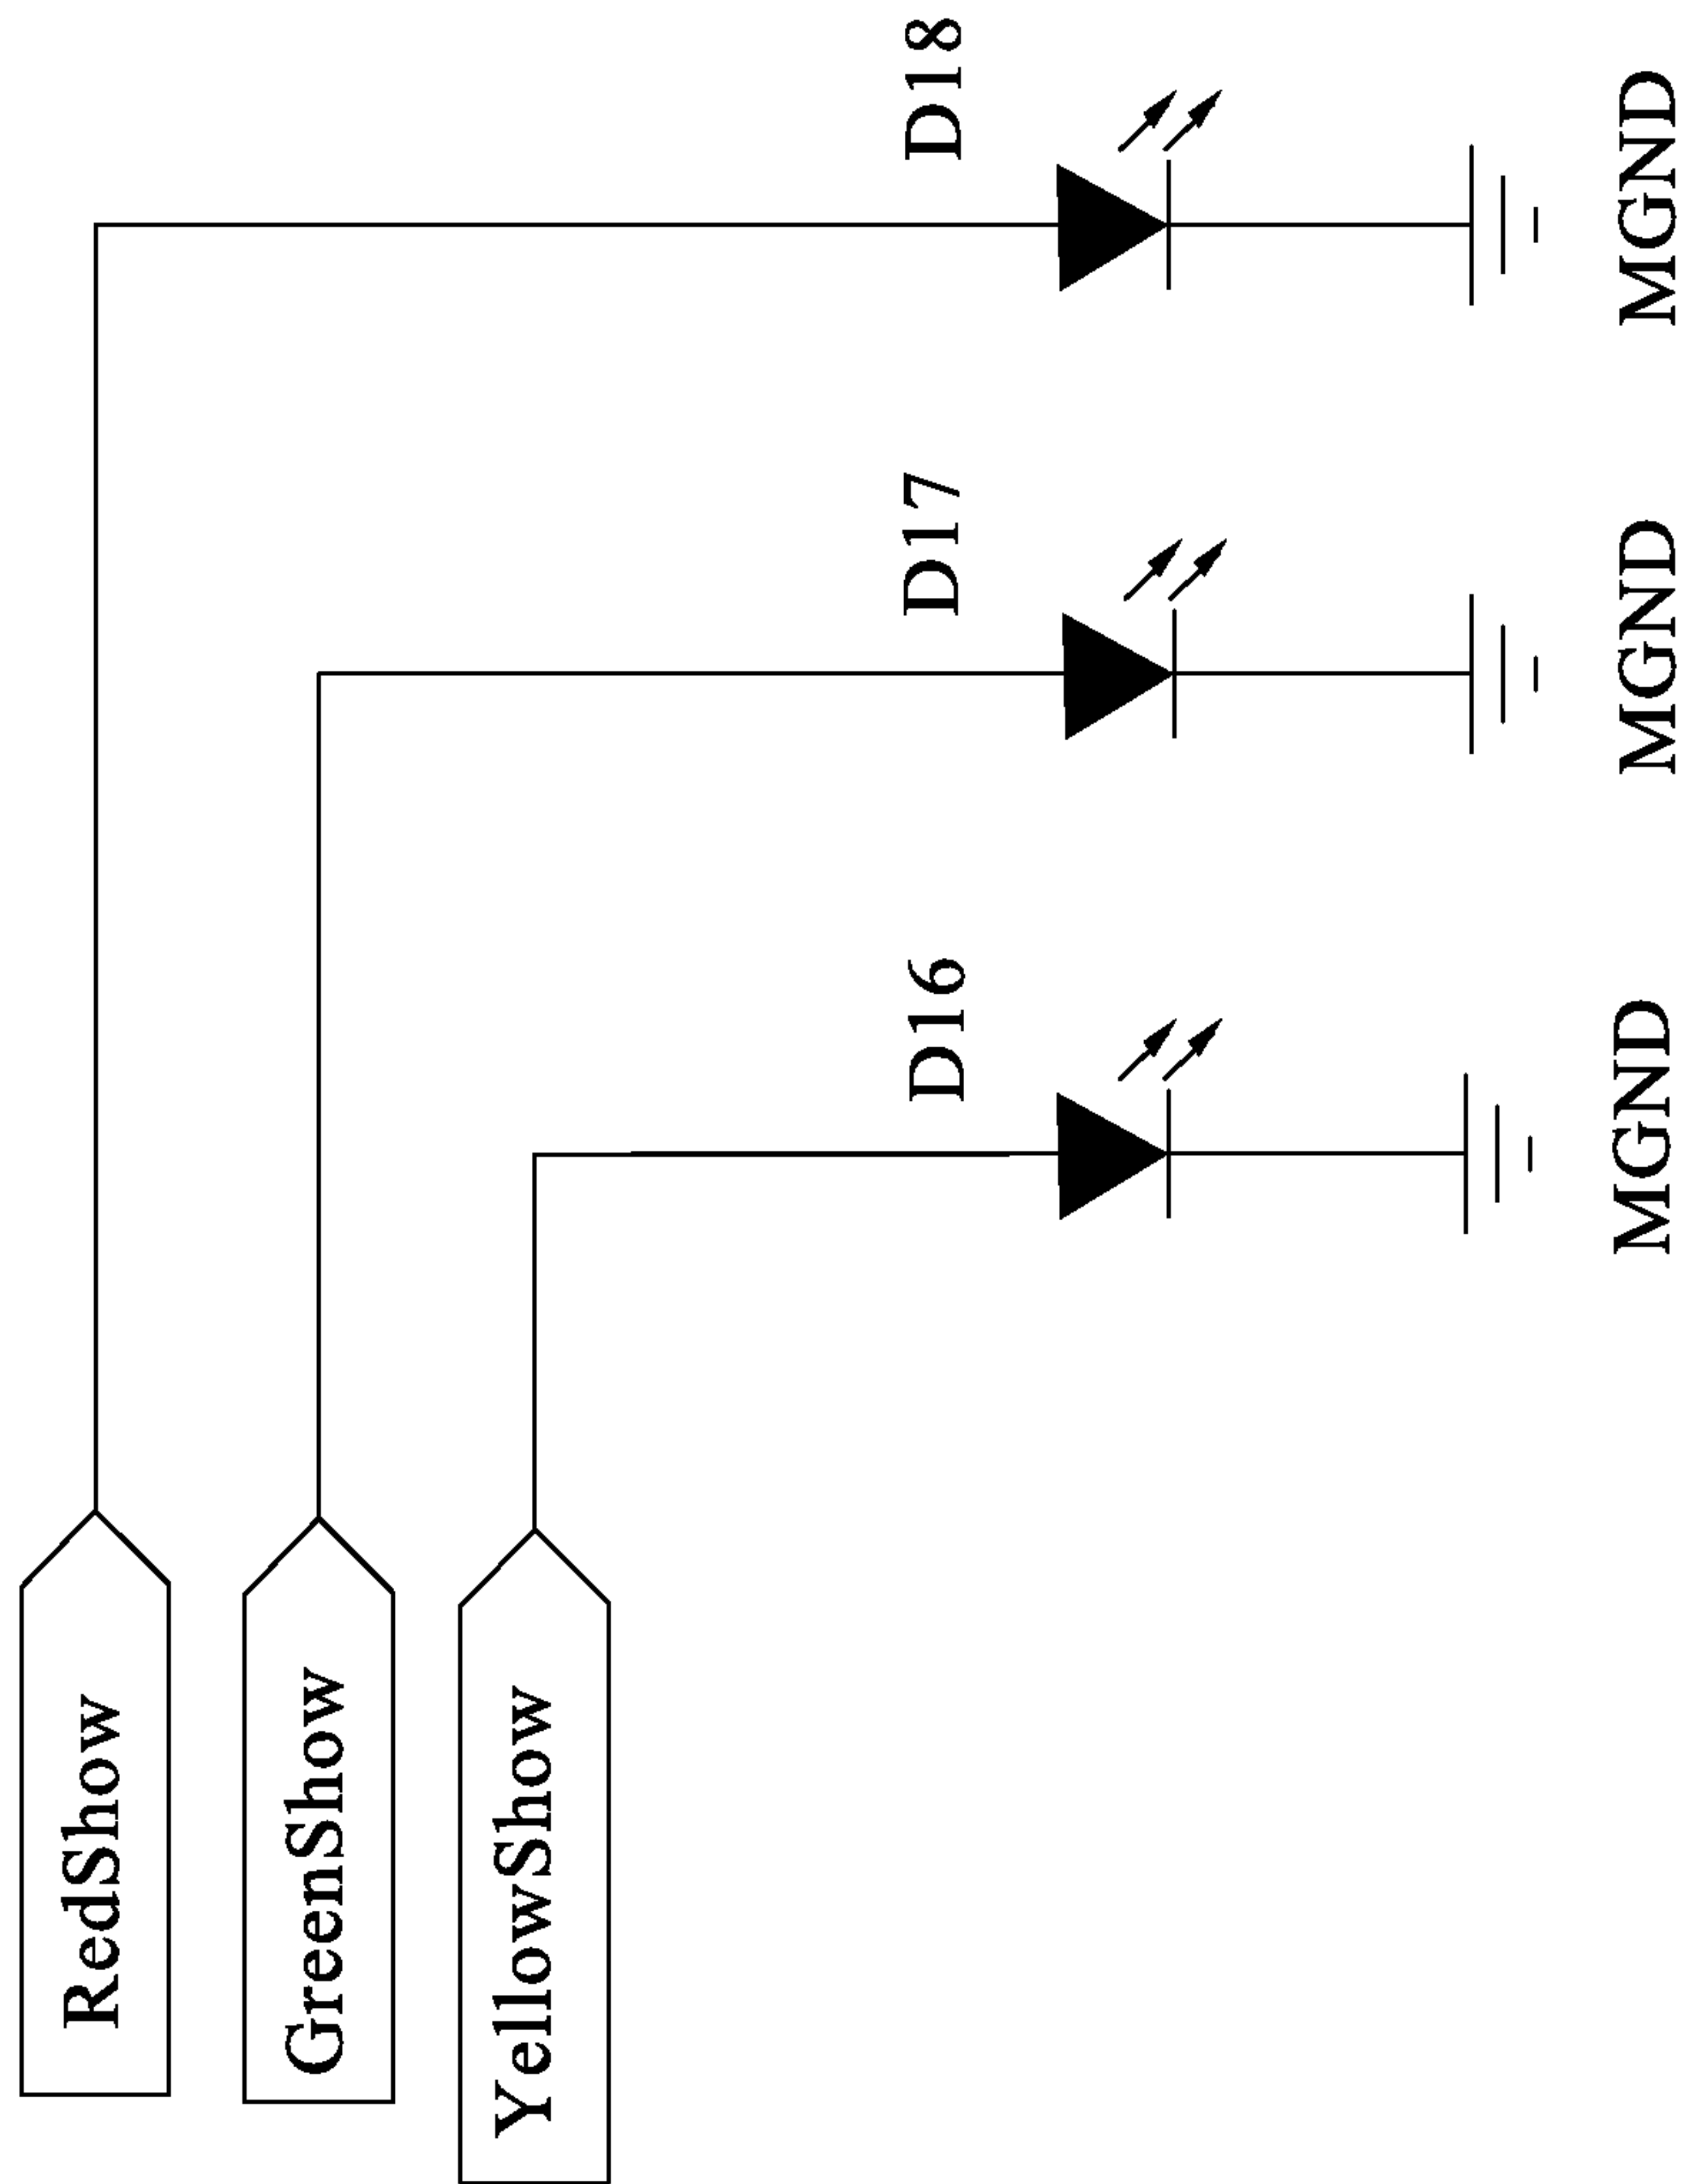 RedShow
GreenShow
YellowShow
D16
D17
D18
MGND
MGND
MGND